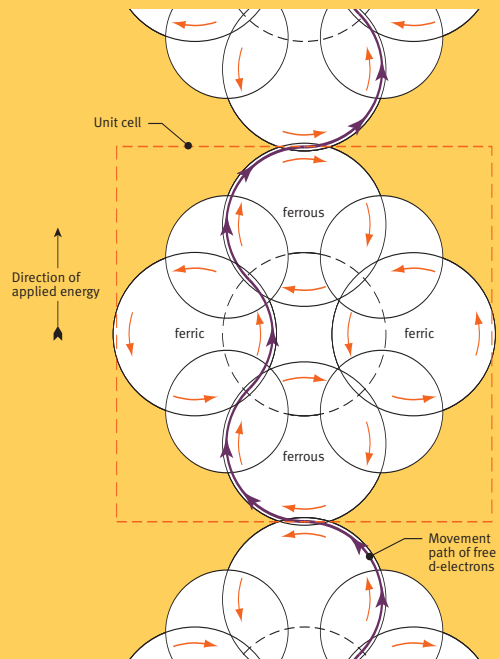 Unit cell
ferrous
Direction of
applied energy
ferric
ferric
ferrous
Movement
path of free
d-electrons